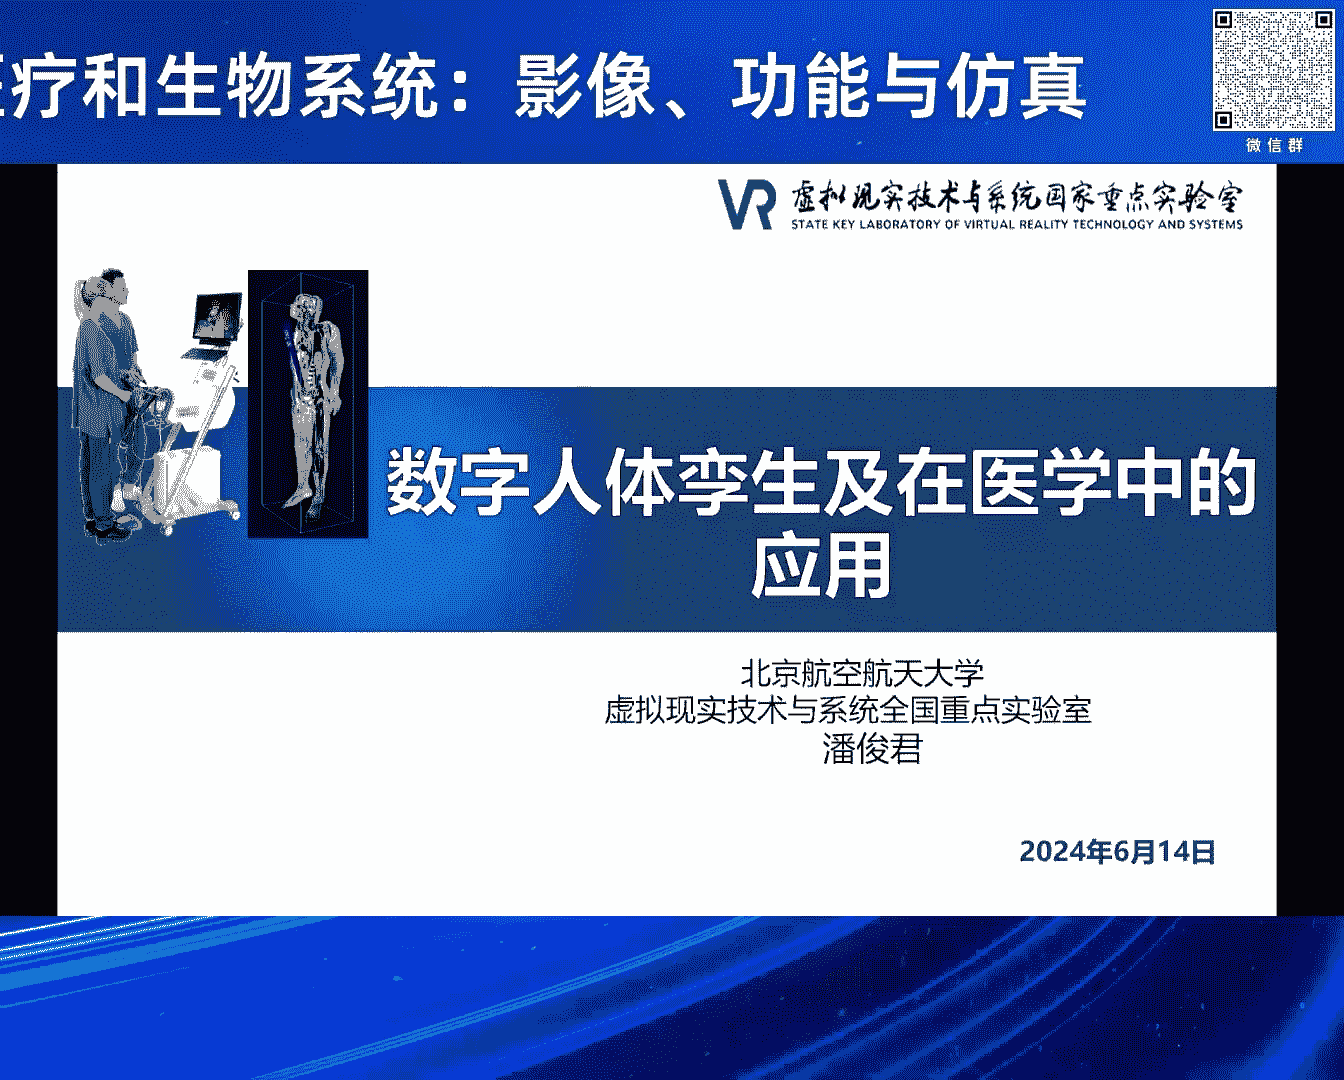 疗和生物系统：影像、功能与仿真
微信群
VR 虚拟现实技术与系统国家重点实验室
STATE KEY LABORATORY OF VIRTUAL REALITY TECHNOLOGY AND SYSTEMS
数字人体孪生及在医学中的
应用
北京航空航天大学
虚拟现实技术与系统全国重点实验室
潘俊君
2024年6月14日